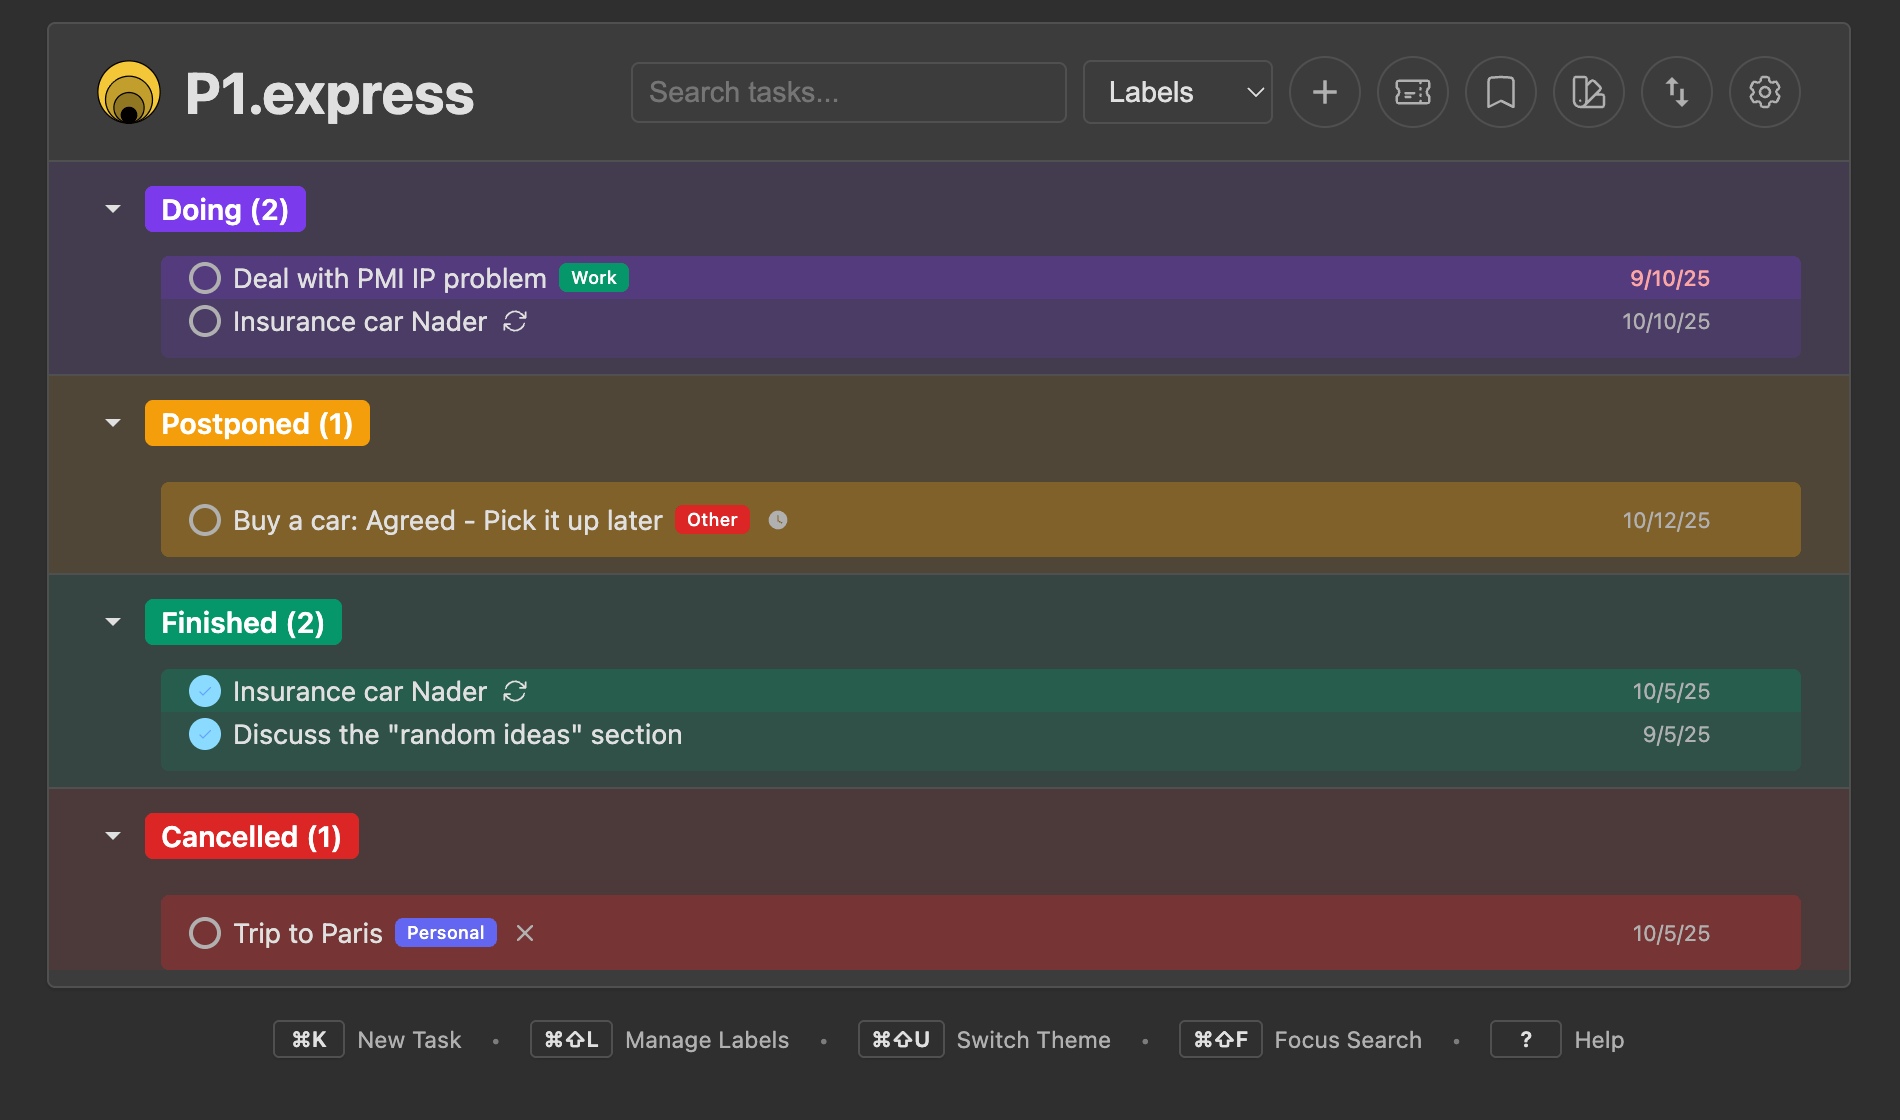 P1.express
Search tasks...
Labels
Doing (2)
Deal with PMI IP problem Work 9/10/25
Insurance car Nader 10/10/25
Postponed (1)
Buy a car: Agreed - Pick it up later Other 10/12/25
Finished (2)
Insurance car Nader 10/5/25
Discuss the "random ideas" section 9/5/25
Cancelled (1)
Trip to Paris Personal 10/5/25
⌘K New Task • ⌘⇧L Manage Labels • ⌘⇧U Switch Theme • ⌘⇧F Focus Search • ? Help